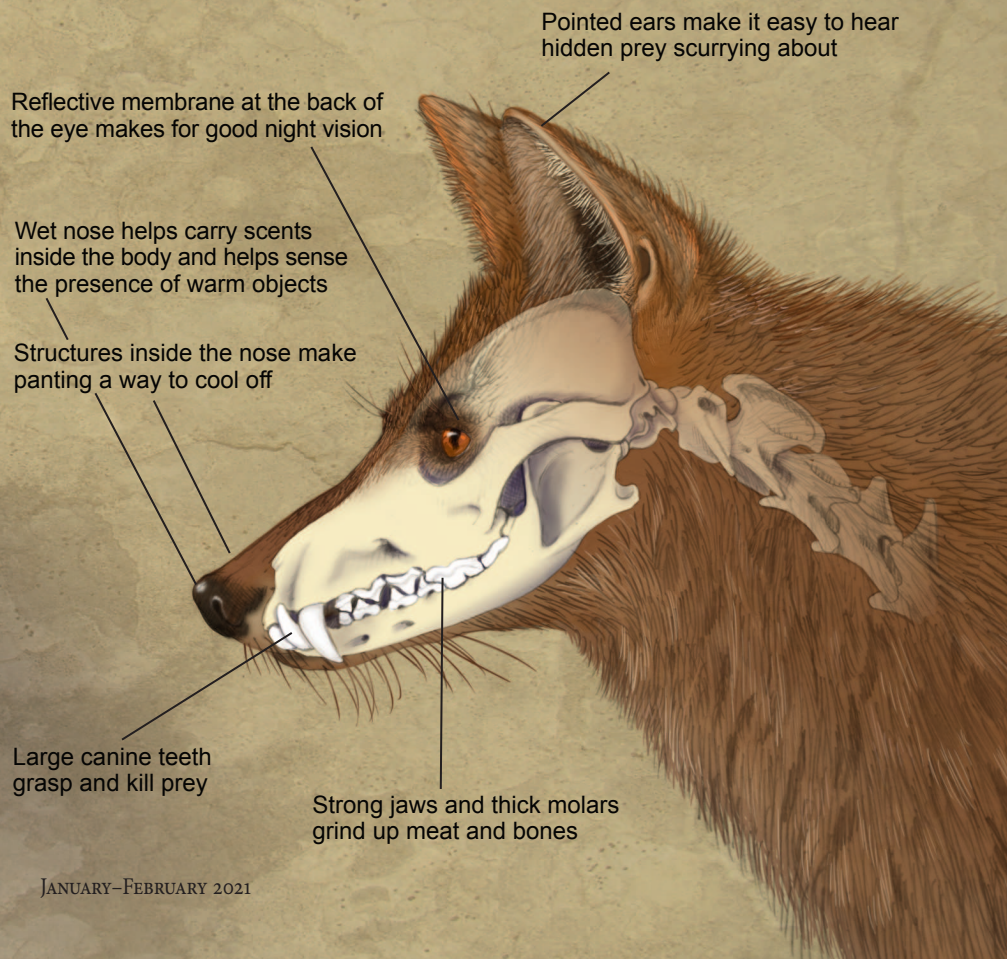 Pointed ears make it easy to hear
hidden prey scurrying about
Reflective membrane at the back of
the eye makes for good night vision
Wet nose helps carry scents
inside the body and helps sense
the presence of warm objects
Structures inside the nose make
panting a way to cool off
Large canine teeth
grasp and kill prey
Strong jaws and thick molars
grind up meat and bones
January–February 2021